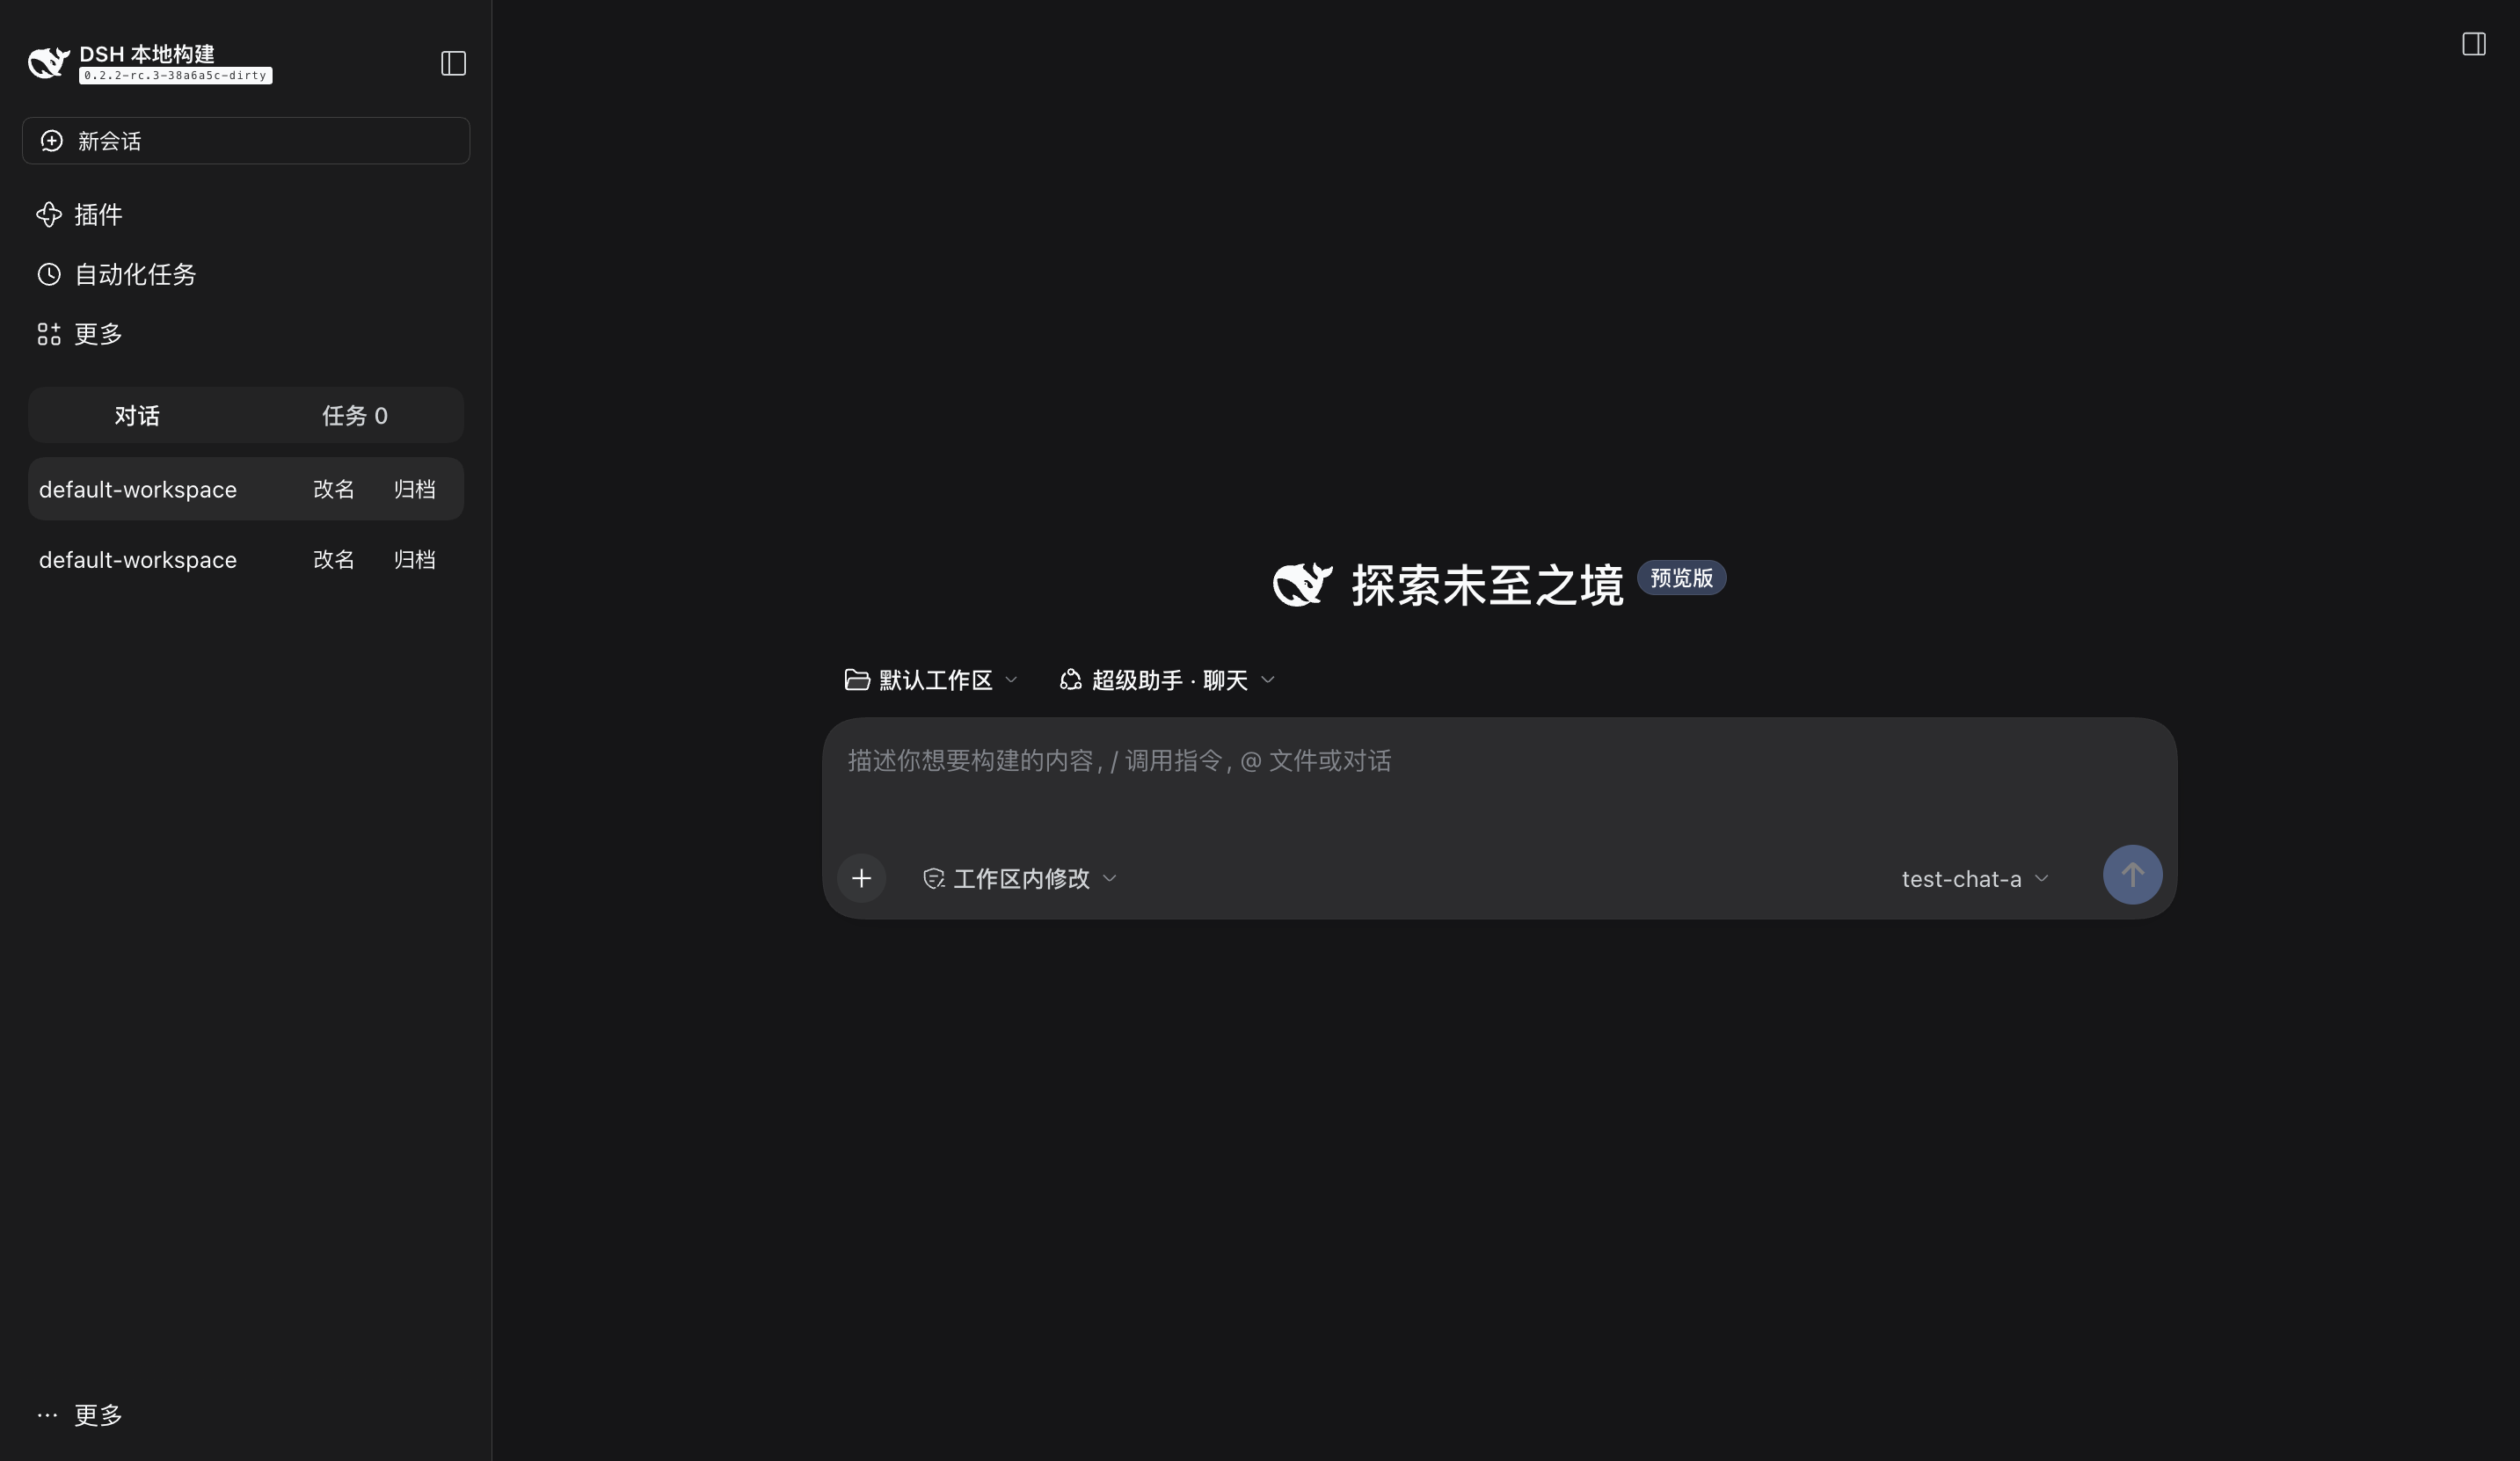 DSH 本地构建
0.2.2-rc.3-38a6a5c-dirty
新会话
插件
自动化任务
更多
对话 任务 0
default-workspace 改名 归档
default-workspace 改名 归档
更多
探索未至之境 预览版
默认工作区 超级助手 · 聊天
描述你想要构建的内容, / 调用指令, @ 文件或对话
工作区内修改 test-chat-a